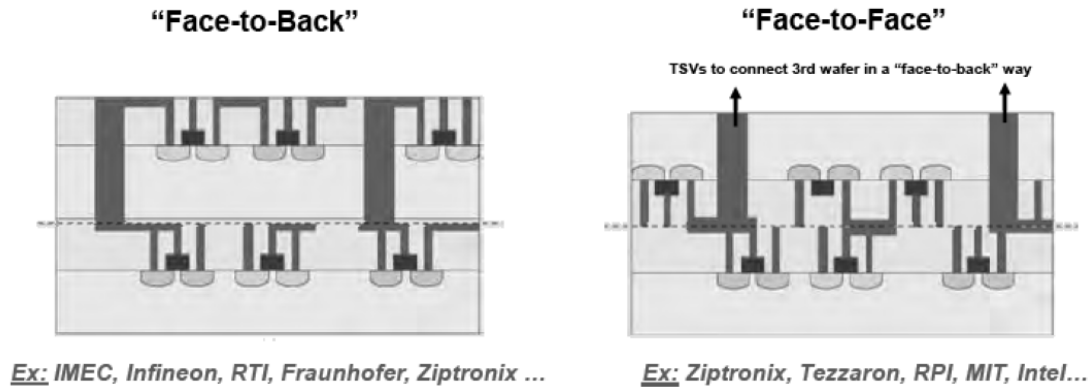 “Face-to-Back”
“Face-to-Face”
TSVs to connect 3rd wafer in a “face-to-back” way
Ex: IMEC, Infineon, RTI, Fraunhofer, Ziptronix ...
Ex: Ziptronix, Tezzaron, RPI, MIT, Intel...